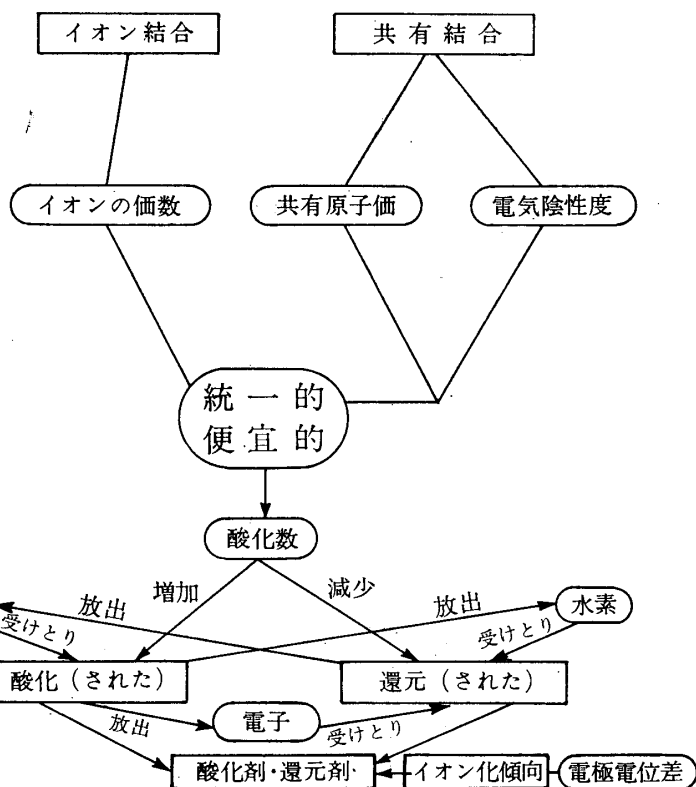 イオン結合
共有結合
イオンの価数
共有原子価
電気陰性度
統一的
便宜的
酸化数
増加
減少
放出
放出
水素
受けとり
受けとり
酸化(された)
還元(された)
放出
電子
受けとり
酸化剤・還元剤
イオン化傾向
電極電位差